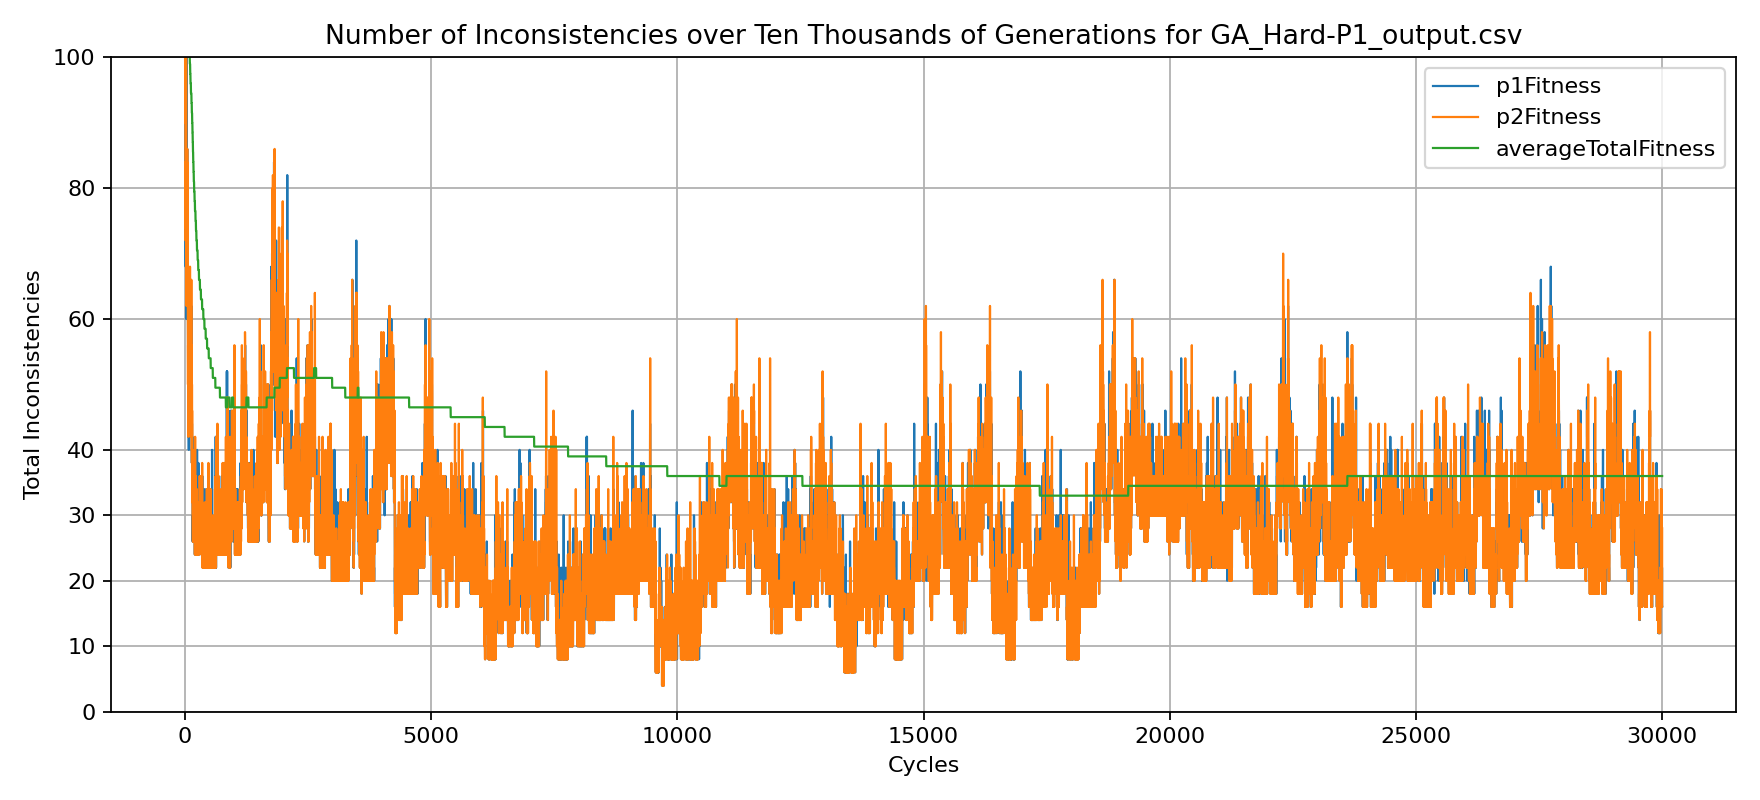 Number of Inconsistencies over Ten Thousands of Generations for GA_Hard-P1_output.csv
p1Fitness
p2Fitness
averageTotalFitness
Total Inconsistencies
100
80
60
40
30
20
10
0
0 5000 10000 15000 20000 25000 30000
Cycles